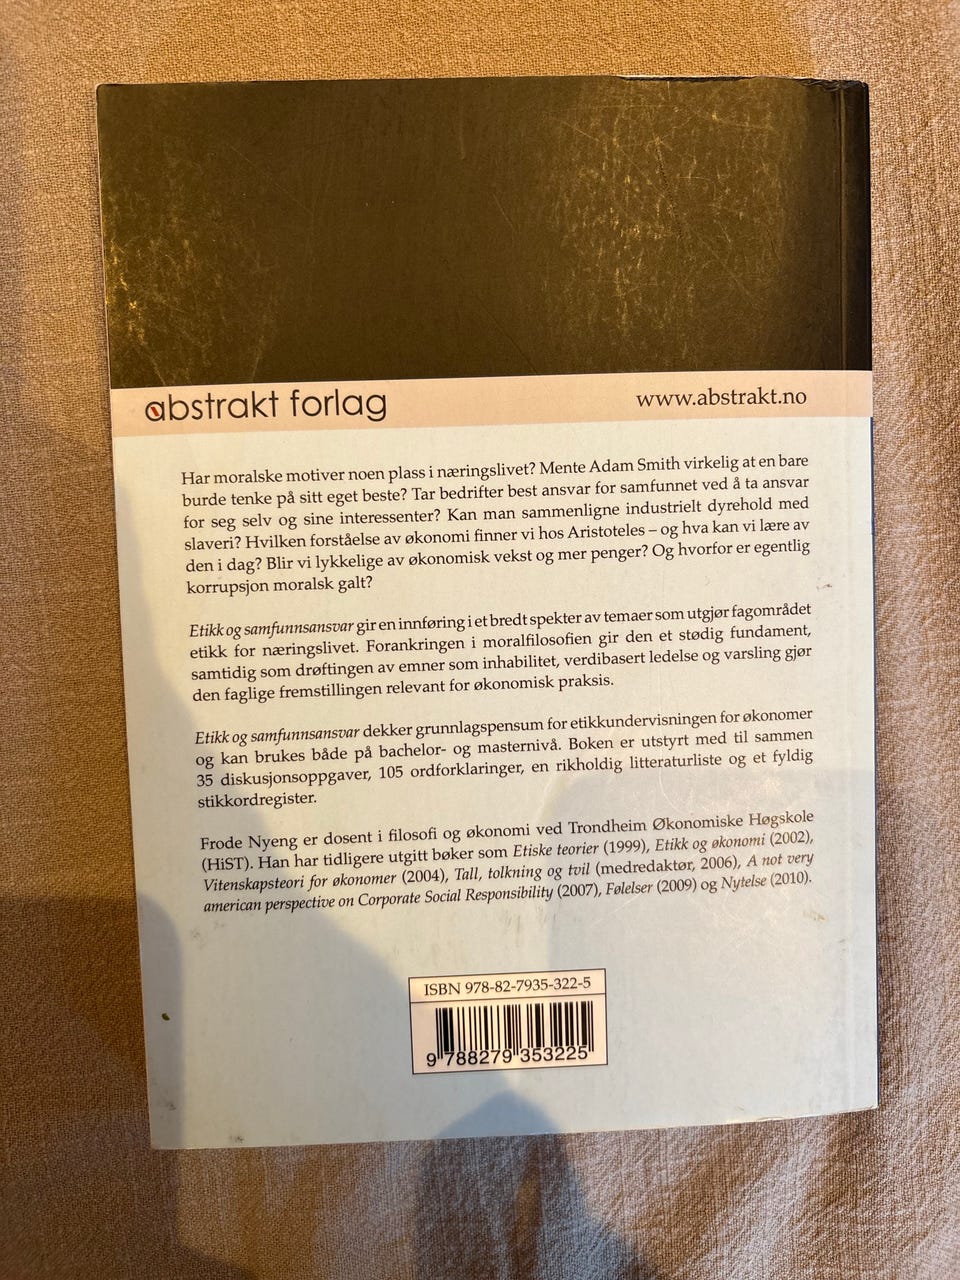 abstrakt forlag
www.abstrakt.no
Har moralske motiver noen plass i næringslivet? Mente Adam Smith virkelig at en bare
burde tenke på sitt eget beste? Tar bedrifter best ansvar for samfunnet ved å ta ansvar
for seg selv og sine interessenter? Kan man sammenligne industrielt dyrehold med
slaveri? Hvilken forståelse av økonomi finner vi hos Aristoteles – og hva kan vi lære av
den i dag? Blir vi lykkelige av økonomisk vekst og mer penger? Og hvorfor er egentlig
korrupsjon moralsk galt?
Etikk og samfunnsansvar gir en innføring i et bredt spekter av temaer som utgjør fagområdet
etikk for næringslivet. Forankringen i moralfilosofien gir den et stødig fundament,
samtidig som drøftingen av emner som inhabilitet, verdibasert ledelse og varsling gjør
den faglige fremstillingen relevant for økonomisk praksis.
Etikk og samfunnsansvar dekker grunnlagspensum for etikkundervisningen for økonomer
og kan brukes både på bachelor- og masternivå. Boken er utstyrt med til sammen
35 diskusjonsoppgaver, 105 ordforklaringer, en rikholdig litteraturliste og et fyldig
stikkordregister.
Frode Nyeng er dosent i filosofi og økonomi ved Trondheim Økonomiske Høgskole
(HiST). Han har tidligere utgitt bøker som Etiske teorier (1999), Etikk og økonomi (2002),
Vitenskapsteori for økonomer (2004), Tall, tolkning og tvil (medredaktør, 2006), A not very
american perspective on Corporate Social Responsibility (2007), Følelser (2009) og Nytelse (2010).
ISBN 978-82-7935-322-5
9 788279 353225